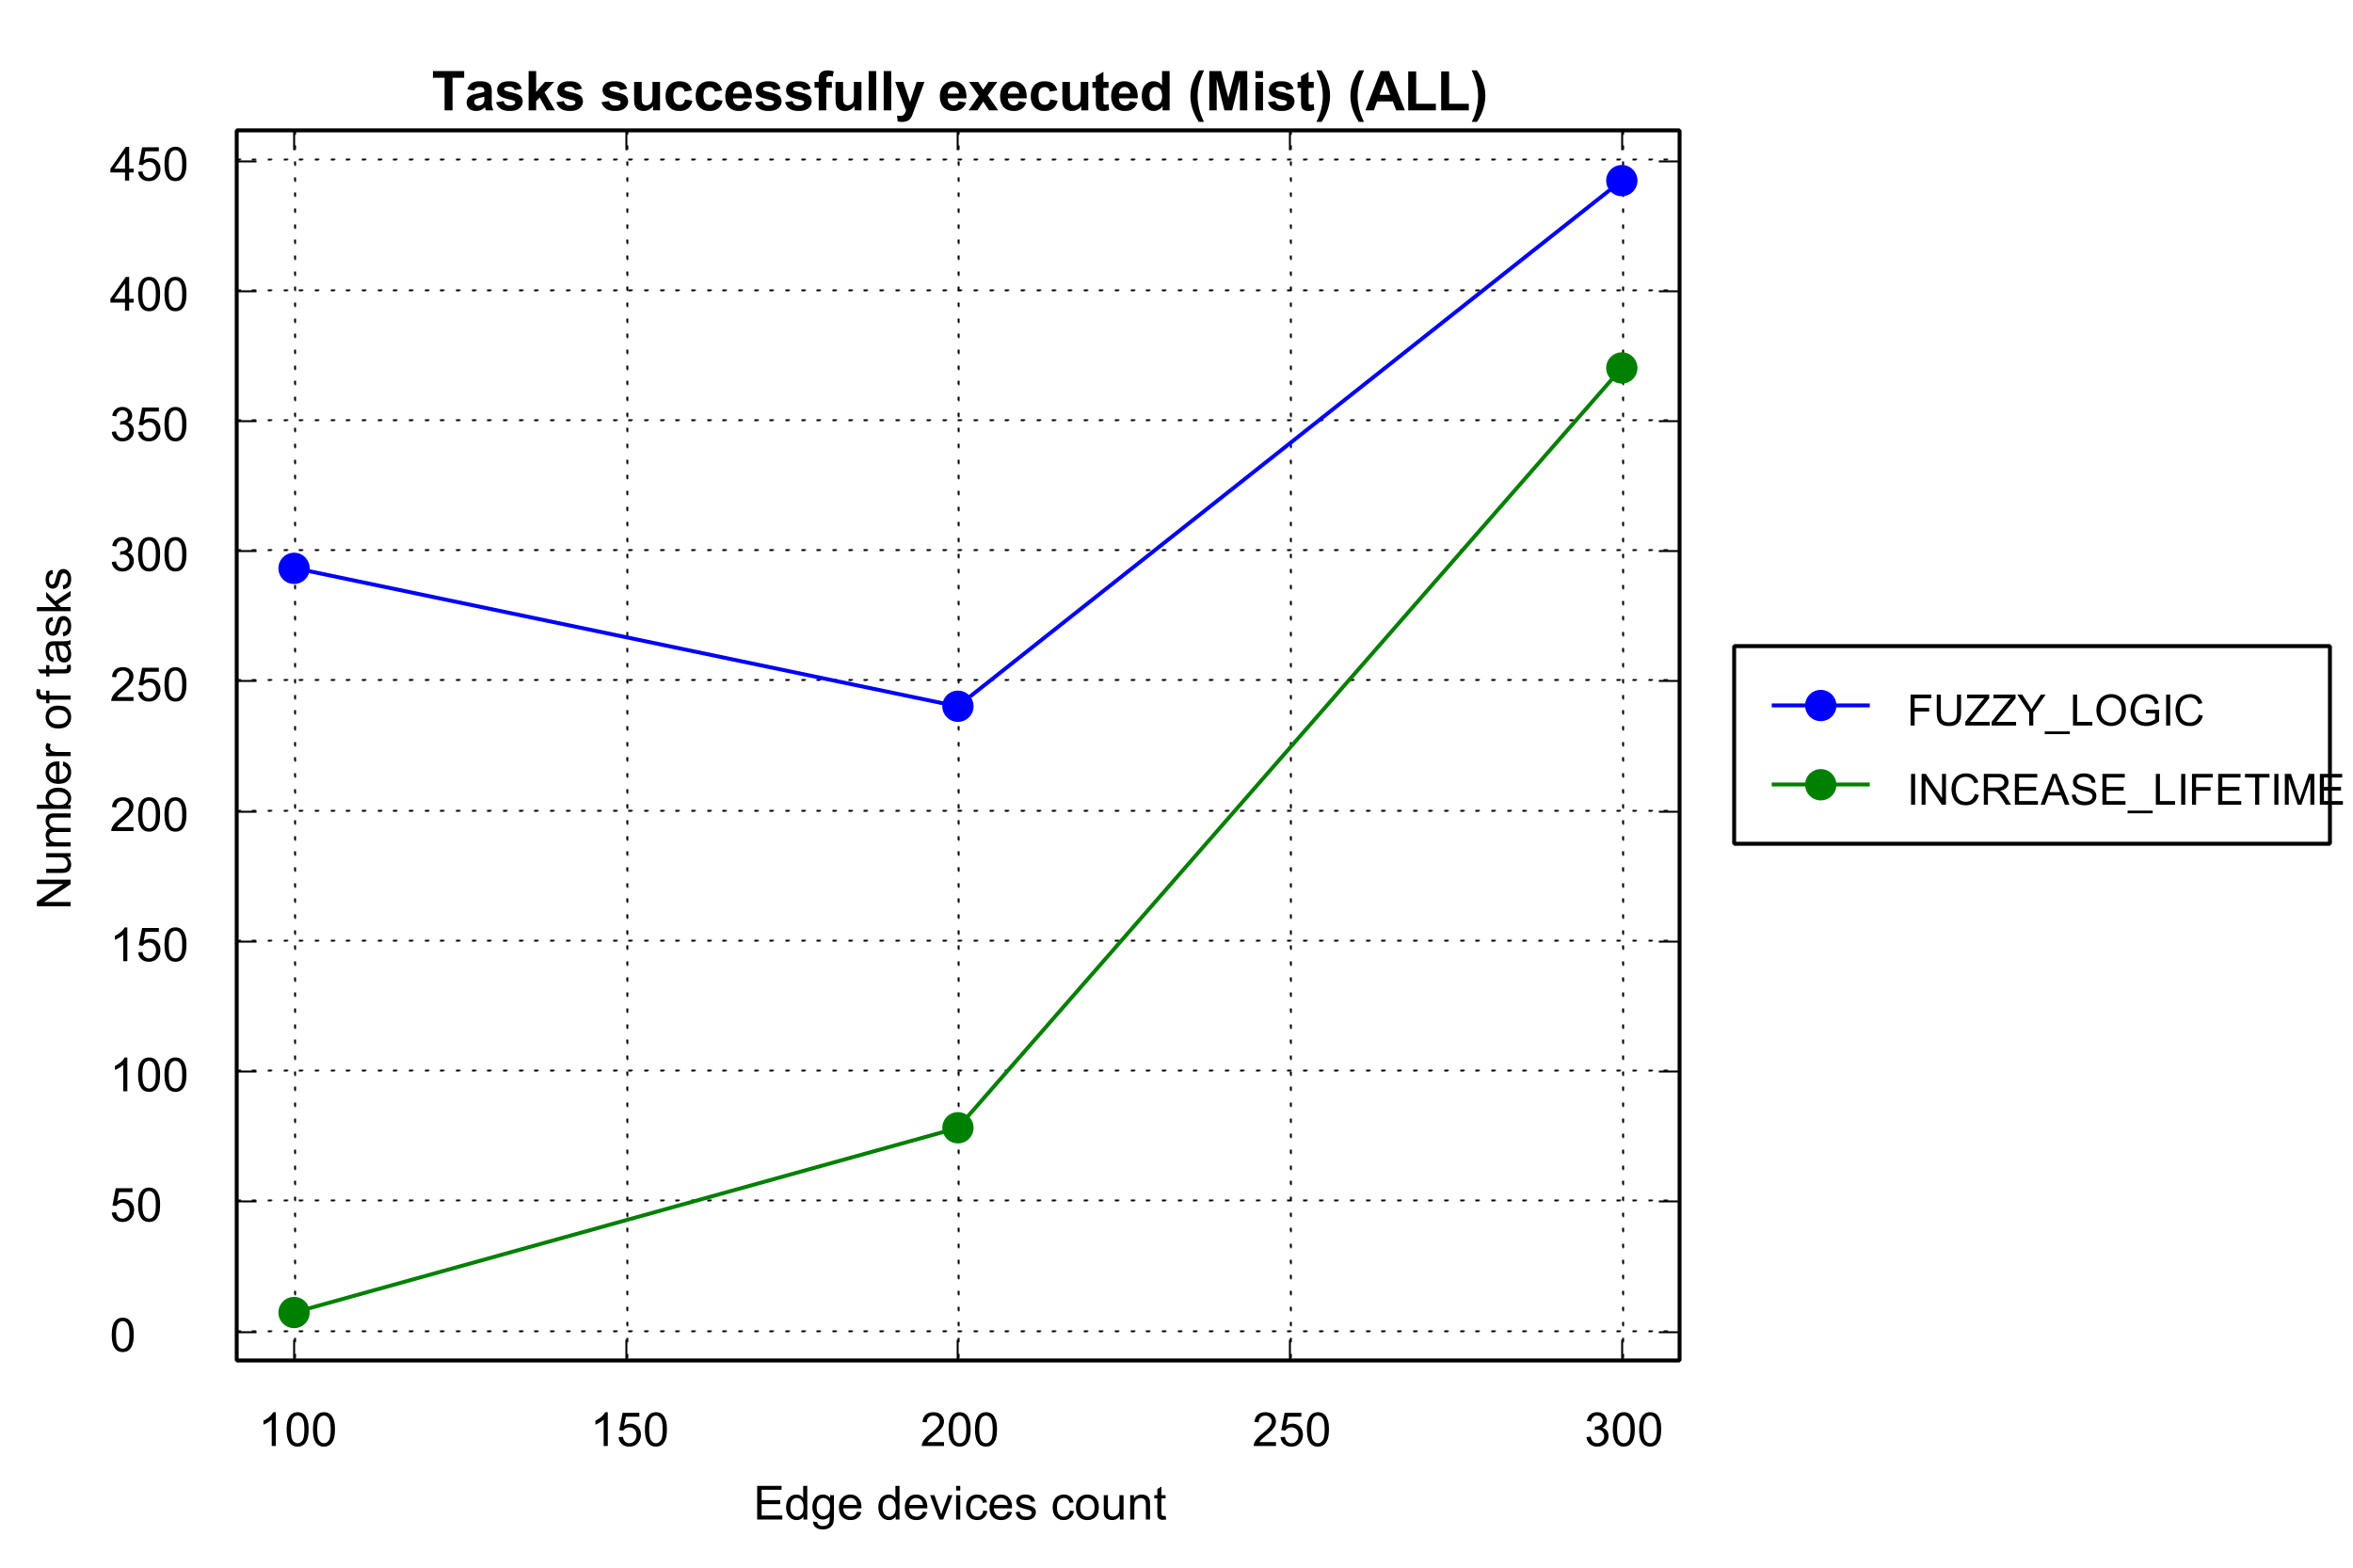 Tasks successfully executed (Mist) (ALL)
450
400
350
300
250
200
150
100
50
0
Number of tasks
100 150 200 250 300
Edge devices count
FUZZY_LOGIC
INCREASE_LIFETIME